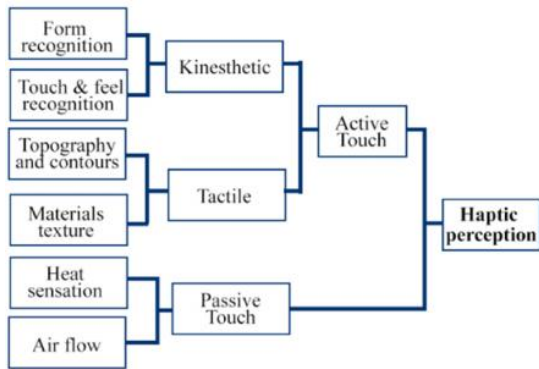 Form
recognition
Kinesthetic
Touch & feel
recognition
Active
Touch
Topography
and contours
Tactile
Materials
texture
Haptic
perception
Heat
sensation
Passive
Touch
Air flow